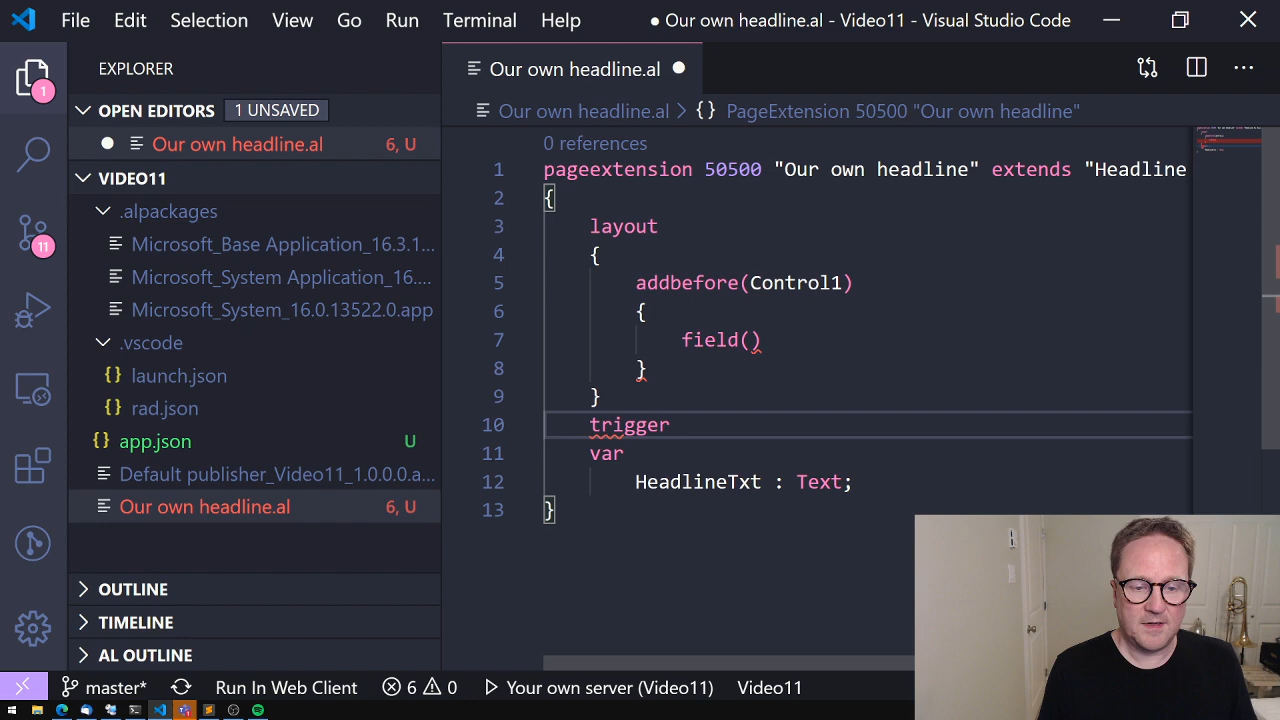 File Edit Selection View Go Run Terminal Help ● Our own headline.al - Video11 - Visual Studio Code
EXPLORER
Our own headline.al
OPEN EDITORS 1 UNSAVED
Our own headline.al > {} PageExtension 50500 "Our own headline"
Our own headline.al 6, U
VIDEO11
.alpackages
Microsoft_Base Application_16.3.1...
Microsoft_System Application_16....
Microsoft_System_16.0.13522.0.app
.vscode
{} launch.json
{} rad.json
{} app.json U
Default publisher_Video11_1.0.0.0.a...
Our own headline.al 6, U
OUTLINE
TIMELINE
AL OUTLINE
1
11
0 references
1 pageextension 50500 "Our own headline" extends "Headline
2 {
3 layout
4 {
5 addbefore(Control1)
6 {
7 field()
8 }
9 }
10 trigger
11 var
12 HeadlineTxt : Text;
13 }
master* Run In Web Client 6 0 Your own server (Video11) Video11